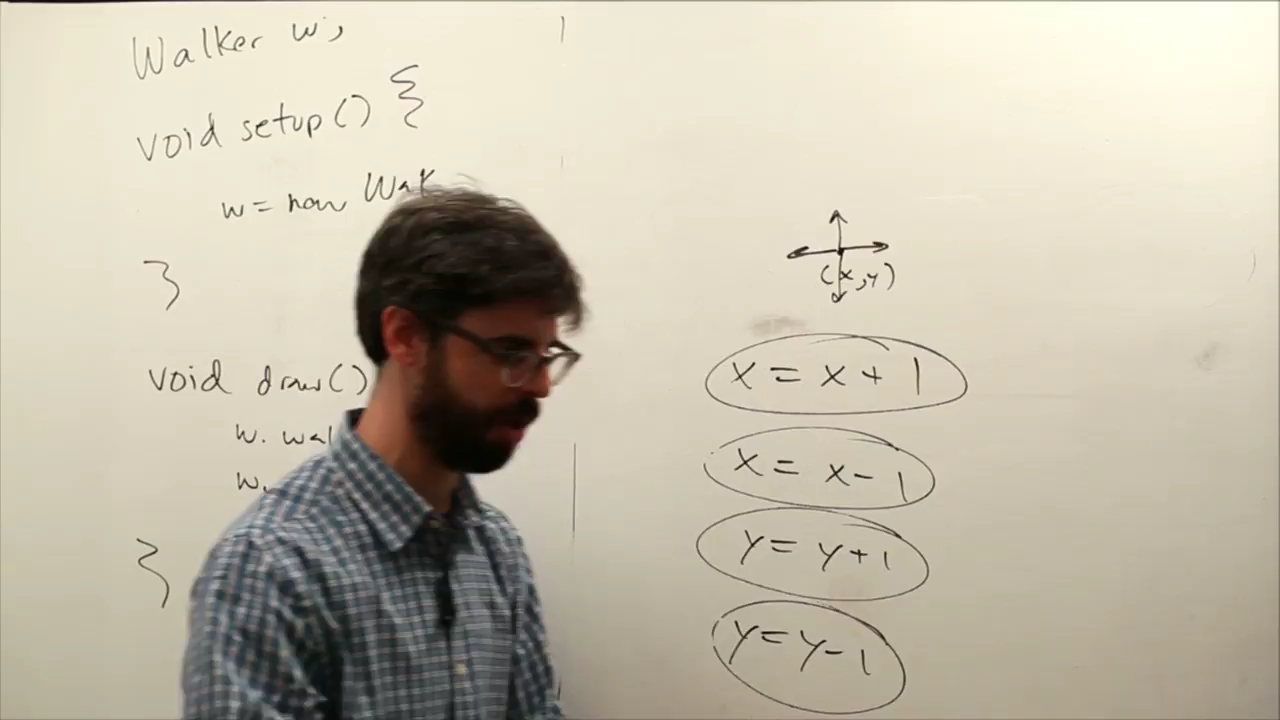 Walker w;
void setup() {
w = new
}
void draw()
w.
w.
}
(x,y)
x = x + 1
x = x - 1
y = y + 1
y = y - 1